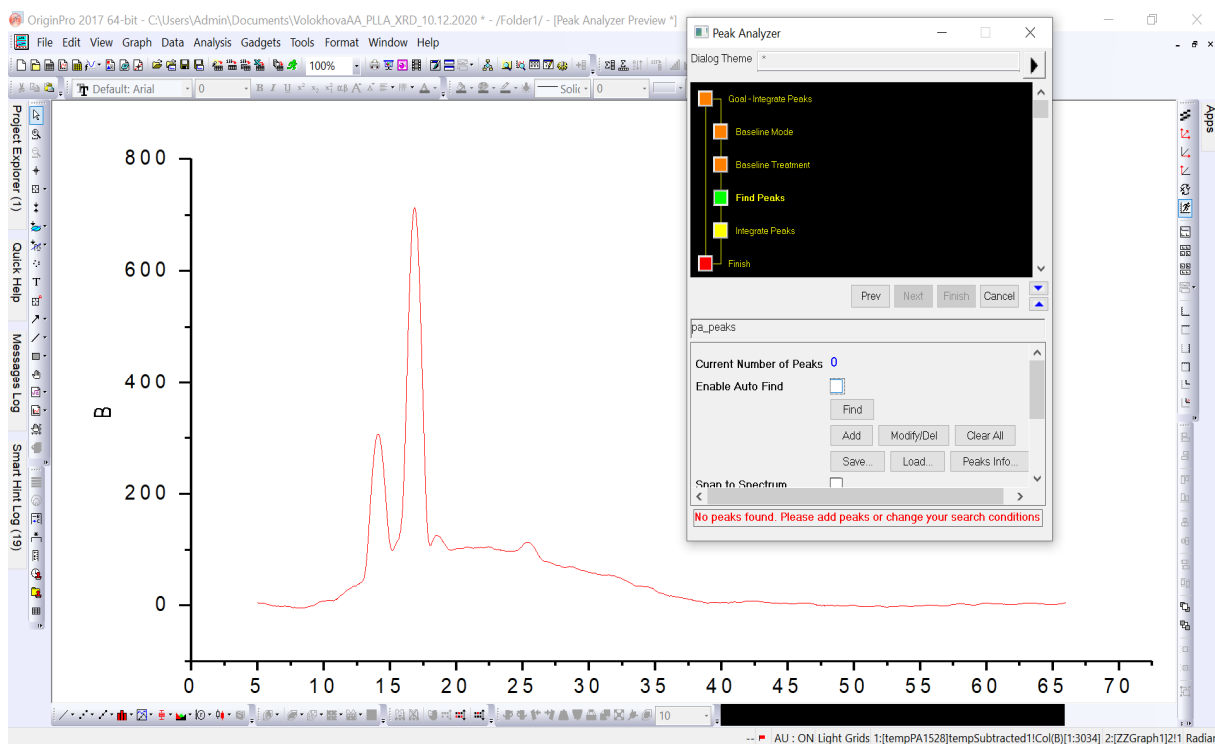 OriginPro 2017 64-bit - C:\Users\Admin\Documents\VolokhovaAA_PLLA_XRD_10.12.2020 * - /Folder1/ - [Peak Analyzer Preview *]
File Edit View Graph Data Analysis Gadgets Tools Format Window Help
100%
Default: Arial 0 B I U Solic 0
Project Explorer (1)
Quick Help
Messages Log
Smart Hint Log (19)
Apps
Peak Analyzer
Dialog Theme *
Goal - Integrate Peaks
Baseline Mode
Baseline Treatment
Find Peaks
Integrate Peaks
Finish
Prev Next Finish Cancel
pa_peaks
Current Number of Peaks 0
Enable Auto Find
Find
Add Modify/Del Clear All
Save... Load... Peaks Info...
Snap to Spectrum
No peaks found. Please add peaks or change your search conditions
800
600
400
200
0
B
0 5 10 15 20 25 30 35 40 45 50 55 60 65 70
10
-- AU : ON Light Grids 1:[tempPA1528]tempSubtracted1!Col(B)[1:3034] 2:[ZZGraph1]2!1 Radian